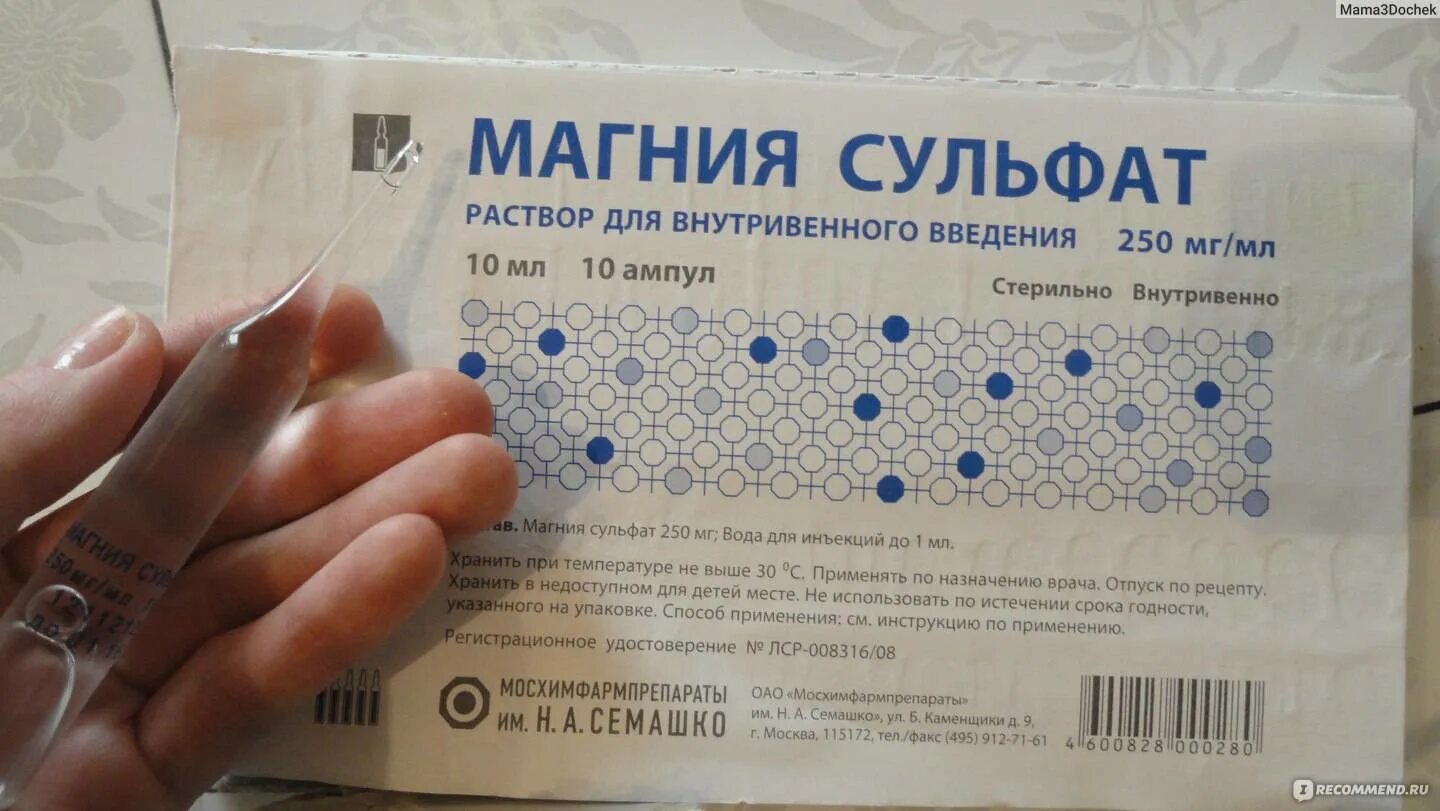 Mama3Dochek
МАГНИЯ СУЛЬФАТ
РАСТВОР ДЛЯ ВНУТРИВЕННОГО ВВЕДЕНИЯ 250 мг/мл
10 мл 10 ампул
Стерильно Внутривенно
Магния сульфат 250 мг; Вода для инъекций до 1 мл.
Хранить при температуре не выше 30 ⁰С. Применять по назначению врача. Отпуск по рецепту.
Хранить в недоступном для детей месте. Не использовать по истечении срока годности,
указанного на упаковке. Способ применения: см. инструкцию по применению.
Регистрационное удостоверение № ЛСР-008316/08
МОСХИМФАРМПРЕПАРАТЫ
им. Н. А. СЕМАШКО
ОАО «Мосхимфармпрепараты»
им. Н. А. Семашко», ул. Б. Каменщики д. 9,
г. Москва, 115172, тел./факс (495) 912-71-61
4 600828 000280
МАГНИЯ
250 мг/мл
IRECOMMEND.RU